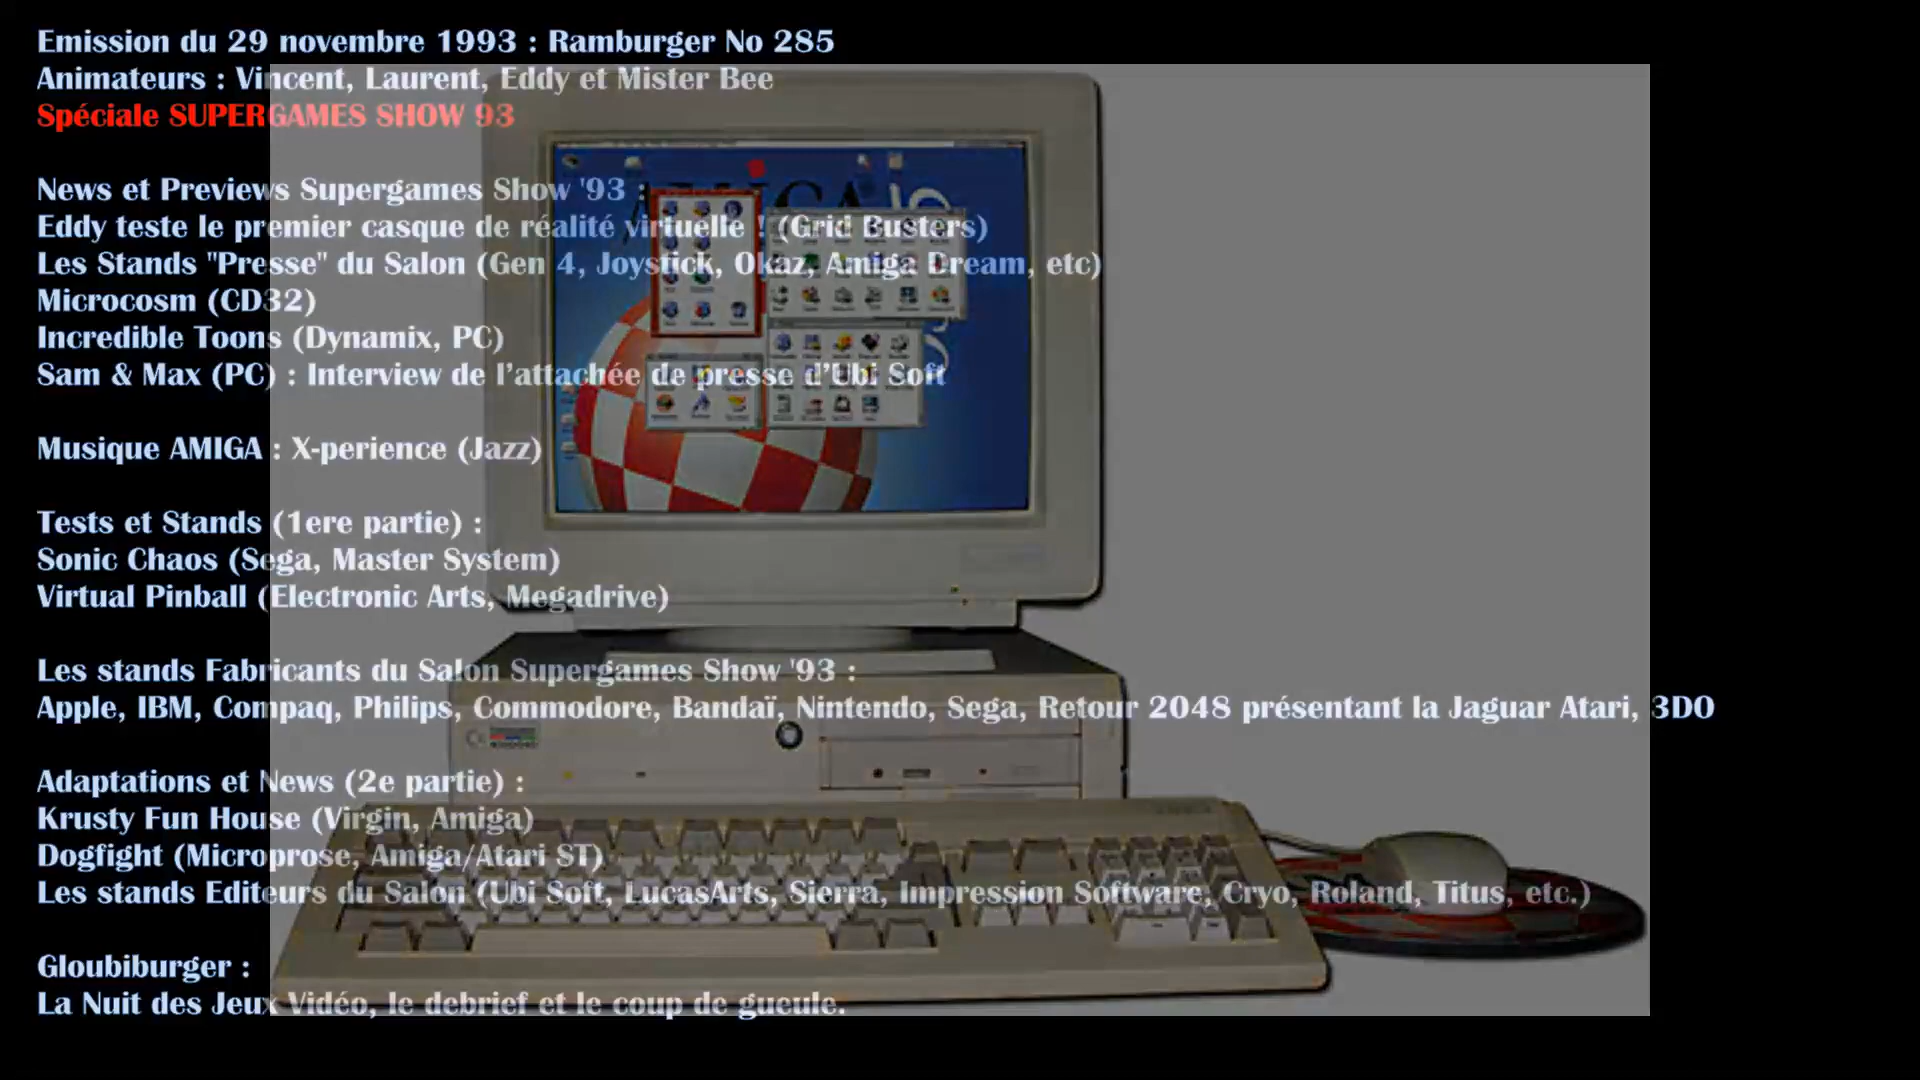 Emission du 29 novembre 1993 : Ramburger No 285
Animateurs : Vincent, Laurent, Eddy et Mister Bee
Spéciale SUPERGAMES SHOW 93
News et Previews Supergames Show '93 :
Eddy teste le premier casque de réalité virtuelle ! (Grid Busters)
Les Stands "Presse" du Salon (Gen 4, Joystick, Okaz, Amiga Dream, etc)
Microcosm (CD32)
Incredible Toons (Dynamix, PC)
Sam & Max (PC) : Interview de l'attachée de presse d'Ubi Soft
Musique AMIGA : X-perience (Jazz)
Tests et Stands (1ere partie) :
Sonic Chaos (Sega, Master System)
Virtual Pinball (Electronic Arts, Megadrive)
Les stands Fabricants du Salon Supergames Show '93 :
Apple, IBM, Compaq, Philips, Commodore, Bandaï, Nintendo, Sega, Retour 2048 présentant la Jaguar Atari, 3DO
Adaptations et News (2e partie) :
Krusty Fun House (Virgin, Amiga)
Dogfight (Microprose, Amiga/Atari ST)
Les stands Editeurs du Salon (Ubi Soft, LucasArts, Sierra, Impression Software, Cryo, Roland, Titus, etc.)
Gloubiburger :
La Nuit des Jeux Vidéo, le debrief et le coup de gueule.